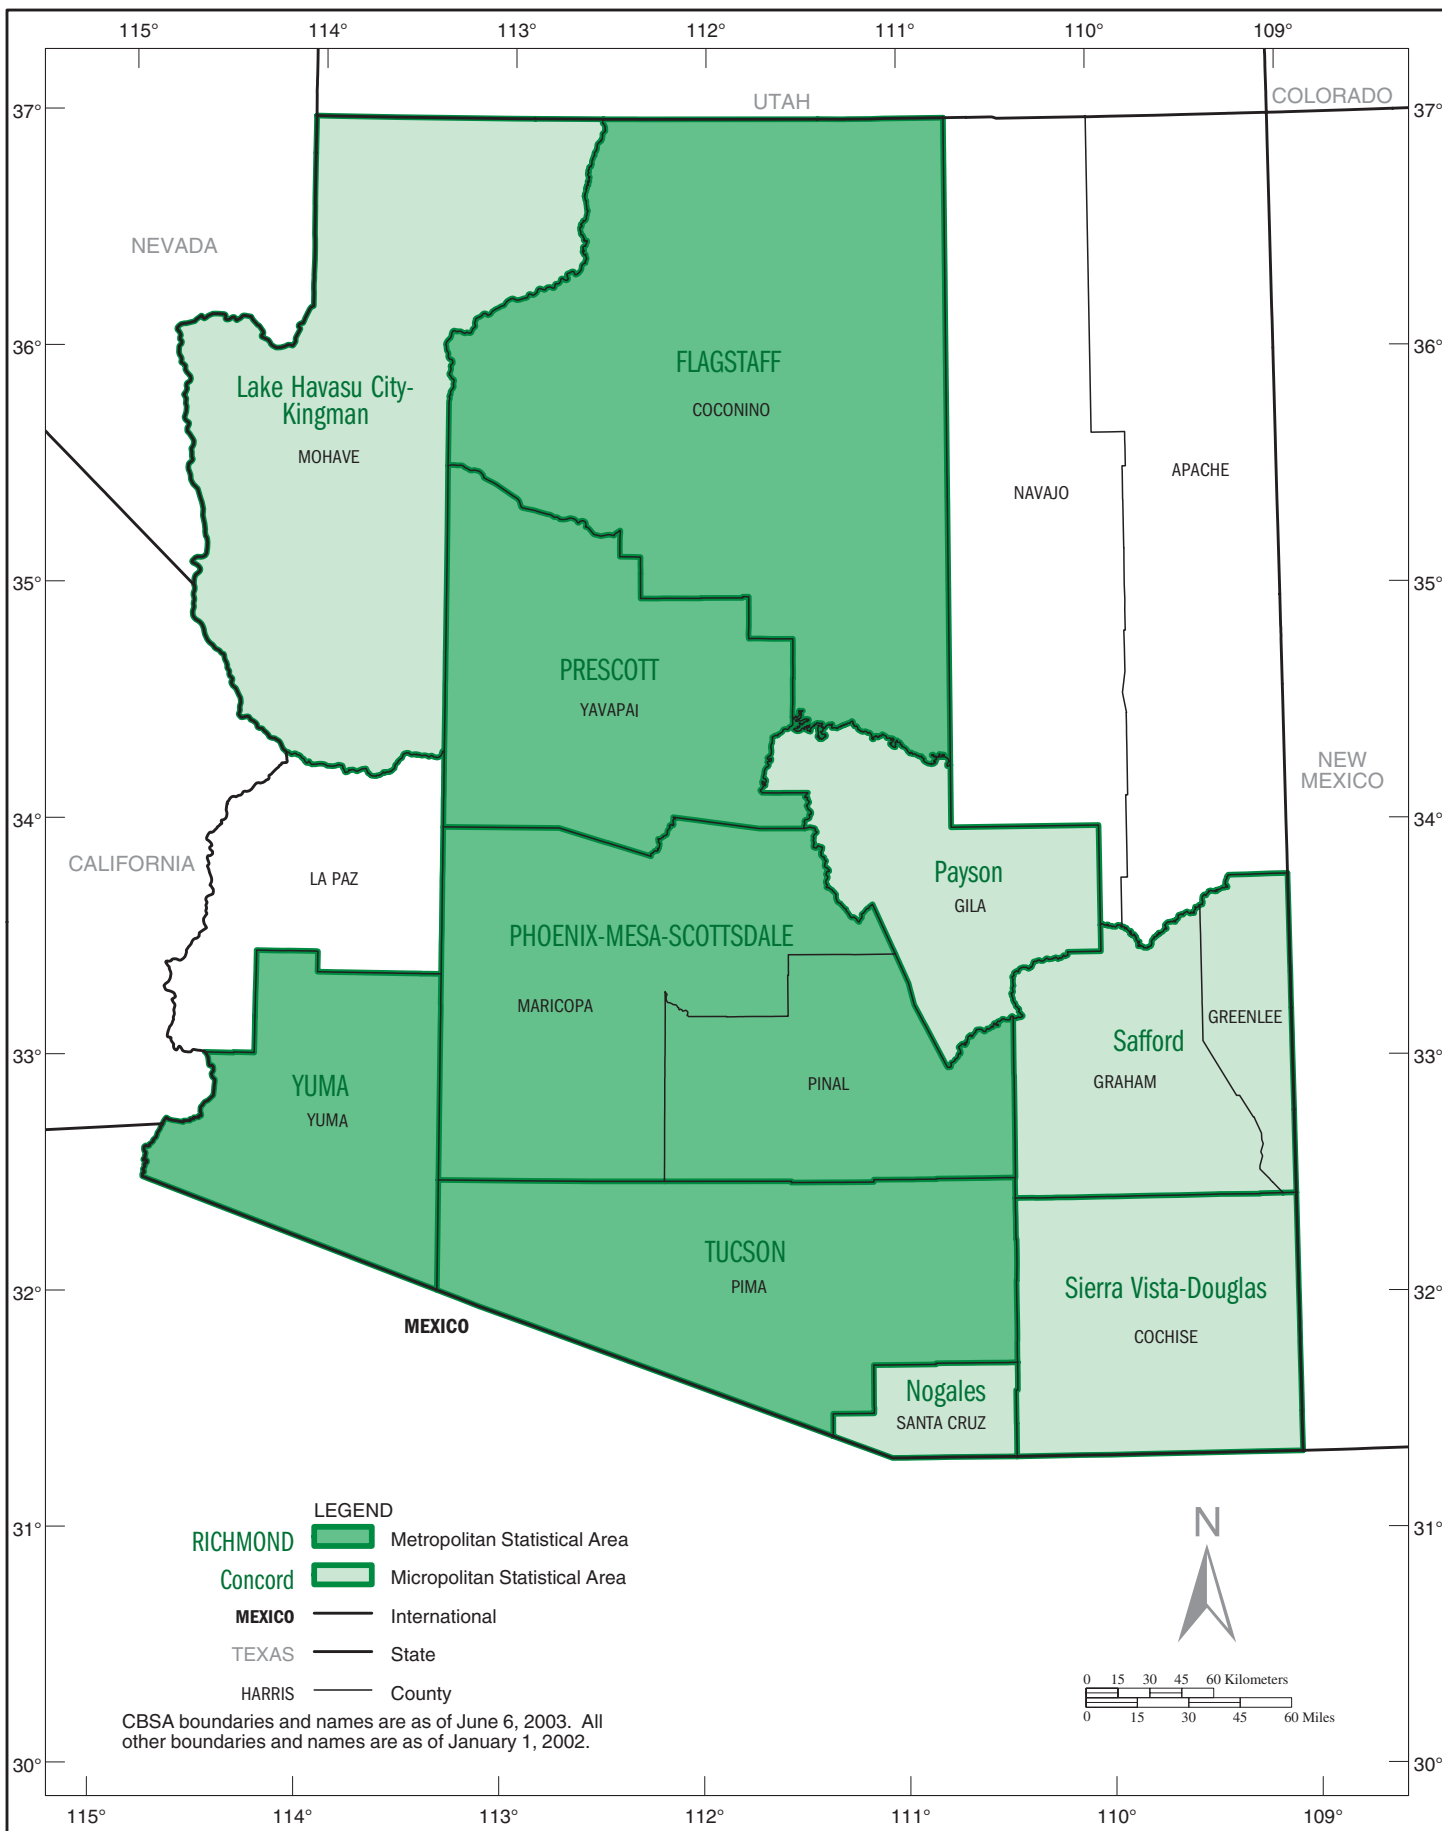 115°
114°
113°
112°
111°
110°
109°
37°
UTAH
COLORADO
37°
NEVADA
36°
36°
FLAGSTAFF
COCONINO
Lake Havasu City-
Kingman
MOHAVE
APACHE
NAVAJO
35°
35°
PRESCOTT
YAVAPAI
NEW
MEXICO
34°
34°
CALIFORNIA
LA PAZ
Payson
GILA
PHOENIX-MESA-SCOTTSDALE
MARICOPA
GREENLEE
Safford
GRAHAM
33°
33°
YUMA
YUMA
PINAL
TUCSON
PIMA
32°
32°
Sierra Vista-Douglas
COCHISE
MEXICO
Nogales
SANTA CRUZ
LEGEND
31°
31°
RICHMOND Metropolitan Statistical Area
Concord Micropolitan Statistical Area
MEXICO International
TEXAS State
HARRIS County
CBSA boundaries and names are as of June 6, 2003. All
other boundaries and names are as of January 1, 2002.
N
0 15 30 45 60 Kilometers
0 15 30 45 60 Miles
30°
30°
115°
114°
113°
112°
111°
110°
109°